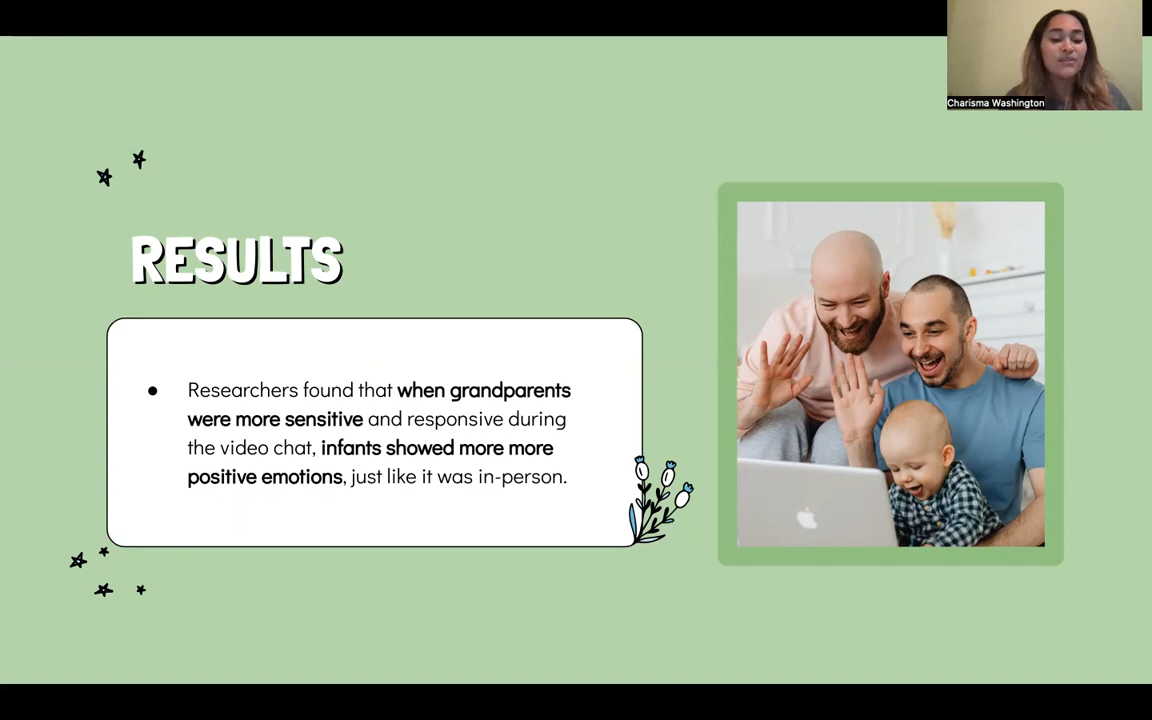 Charisma Washington
RESULTS
● Researchers found that when grandparents
were more sensitive and responsive during
the video chat, infants showed more more
positive emotions, just like it was in-person.